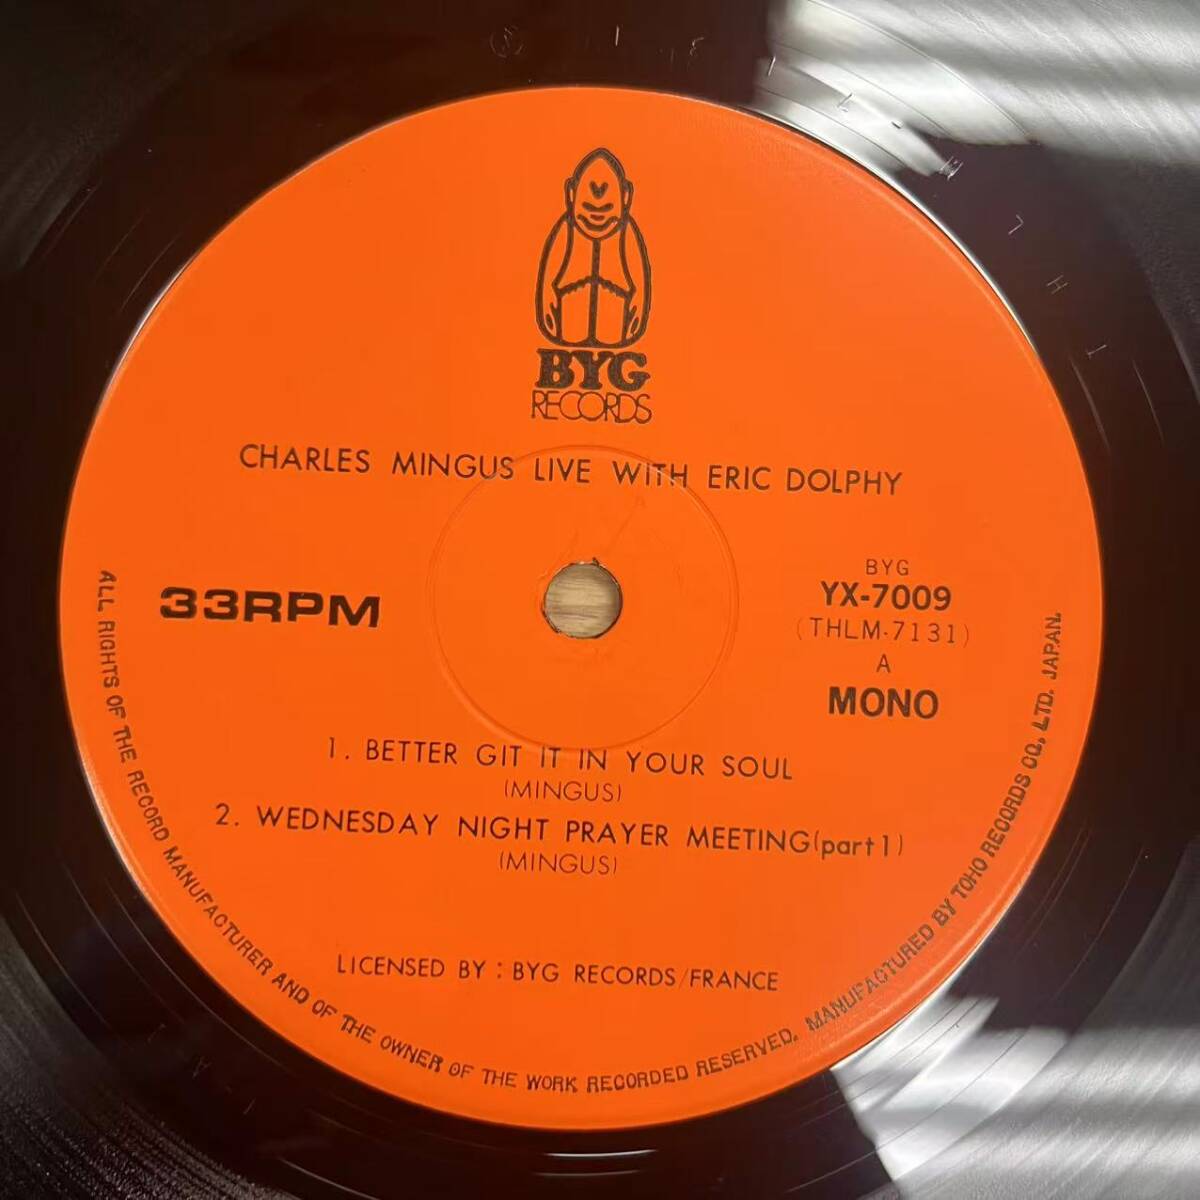 BYG
RECORDS
CHARLES MINGUS LIVE WITH ERIC DOLPHY
33RPM
BYG
YX-7009
(THLM-7131)
A
MONO
1. BETTER GIT IT IN YOUR SOUL
(MINGUS)
2. WEDNESDAY NIGHT PRAYER MEETING(part1)
(MINGUS)
LICENSED BY : BYG RECORDS/FRANCE
ALL RIGHTS OF THE RECORD MANUFACTURER AND OF THE OWNER OF THE WORK RECORDED RESERVED. MANUFACTURED BY TOHO RECORDS CO., LTD. JAPAN.